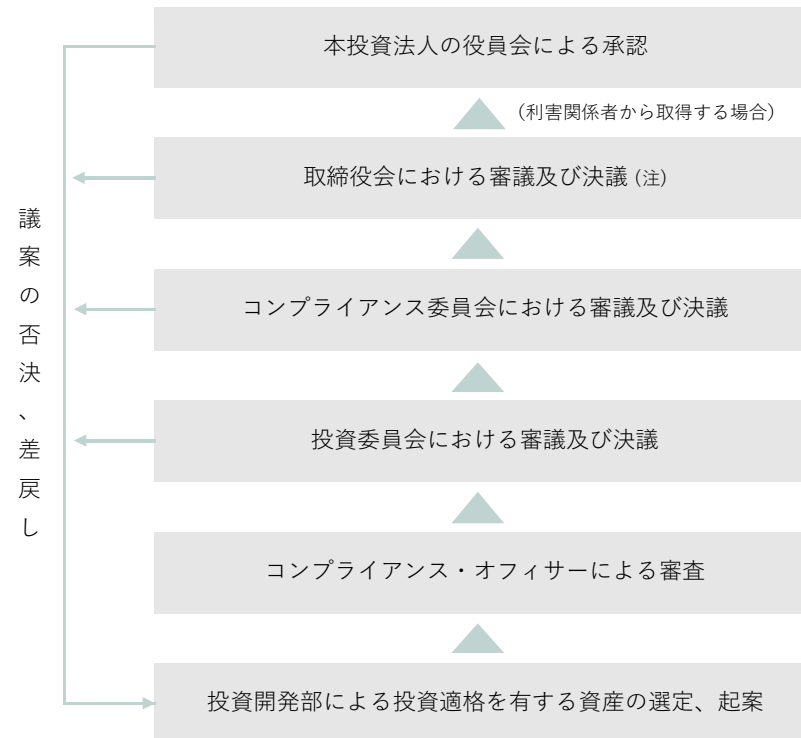 本投資法人の役員会による承認
（利害関係者から取得する場合）
取締役会における審議及び決議 (注)
コンプライアンス委員会における審議及び決議
投資委員会における審議及び決議
コンプライアンス・オフィサーによる審査
投資開発部による投資適格を有する資産の選定、起案
議案の否決、差戻し